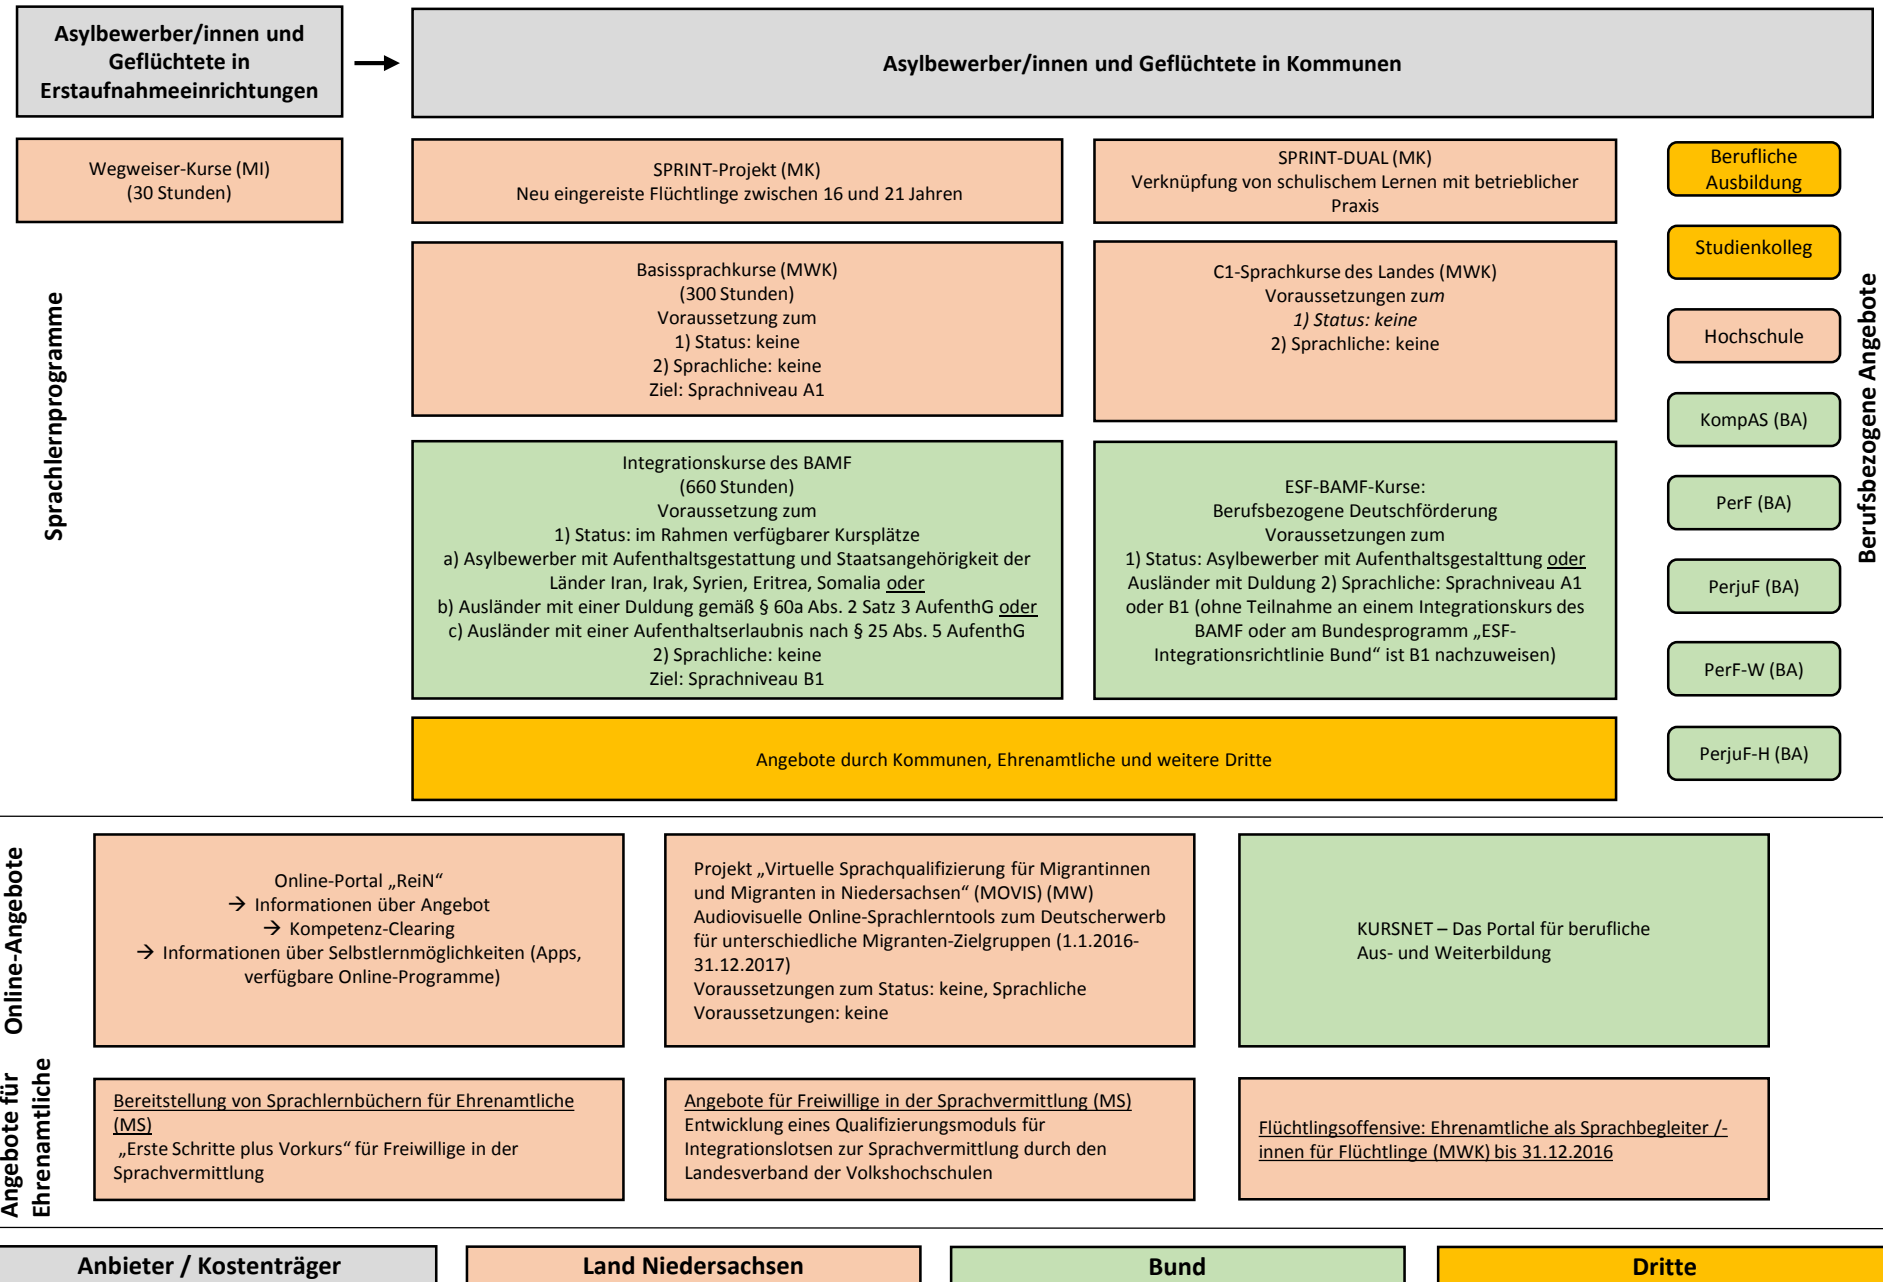 Asylbewerber/innen und
Geflüchtete in
Erstaufnahmeeinrichtungen
Asylbewerber/innen und Geflüchtete in Kommunen
Wegweiser-Kurse (MI)
(30 Stunden)
SPRINT-Projekt (MK)
Neu eingereiste Flüchtlinge zwischen 16 und 21 Jahren
SPRINT-DUAL (MK)
Verknüpfung von schulischem Lernen mit betrieblicher
Praxis
Sprachlernprogramme
Basissprachkurse (MWK)
(300 Stunden)
Voraussetzung zum
1) Status: keine
2) Sprachliche: keine
Ziel: Sprachniveau A1
C1-Sprachkurse des Landes (MWK)
Voraussetzungen zum
1) Status: keine
2) Sprachliche: keine
Integrationskurse des BAMF
(660 Stunden)
Voraussetzung zum
1) Status: im Rahmen verfügbarer Kursplätze
a) Asylbewerber mit Aufenthaltsgestattung und Staatsangehörigkeit der
Länder Iran, Irak, Syrien, Eritrea, Somalia oder
b) Ausländer mit einer Duldung gemäß § 60a Abs. 2 Satz 3 AufenthG oder
c) Ausländer mit einer Aufenthaltserlaubnis nach § 25 Abs. 5 AufenthG
2) Sprachliche: keine
Ziel: Sprachniveau B1
ESF-BAMF-Kurse:
Berufsbezogene Deutschförderung
Voraussetzungen zum
1) Status: Asylbewerber mit Aufenthaltsgestalttung oder
Ausländer mit Duldung 2) Sprachliche: Sprachniveau A1
oder B1 (ohne Teilnahme an einem Integrationskurs des
BAMF oder am Bundesprogramm „ESF-
Integrationsrichtlinie Bund“ ist B1 nachzuweisen)
Angebote durch Kommunen, Ehrenamtliche und weitere Dritte
Berufliche
Ausbildung
Studienkolleg
Hochschule
KompAS (BA)
PerF (BA)
PerjuF (BA)
PerF-W (BA)
PerjuF-H (BA)
Berufsbezogene Angebote
Online-Angebote
Online-Portal „ReiN“
→ Informationen über Angebot
→ Kompetenz-Clearing
→ Informationen über Selbstlernmöglichkeiten (Apps,
verfügbare Online-Programme)
Projekt „Virtuelle Sprachqualifizierung für Migrantinnen
und Migranten in Niedersachsen“ (MOVIS) (MW)
Audiovisuelle Online-Sprachlerntools zum Deutscherwerb
für unterschiedliche Migranten-Zielgruppen (1.1.2016-
31.12.2017)
Voraussetzungen zum Status: keine, Sprachliche
Voraussetzungen: keine
KURSNET – Das Portal für berufliche
Aus- und Weiterbildung
Angebote für
Ehrenamtliche
Bereitstellung von Sprachlernbüchern für Ehrenamtliche
(MS)
„Erste Schritte plus Vorkurs“ für Freiwillige in der
Sprachvermittlung
Angebote für Freiwillige in der Sprachvermittlung (MS)
Entwicklung eines Qualifizierungsmoduls für
Integrationslotsen zur Sprachvermittlung durch den
Landesverband der Volkshochschulen
Flüchtlingsoffensive: Ehrenamtliche als Sprachbegleiter /-
innen für Flüchtlinge (MWK) bis 31.12.2016
Anbieter / Kostenträger
Land Niedersachsen
Bund
Dritte